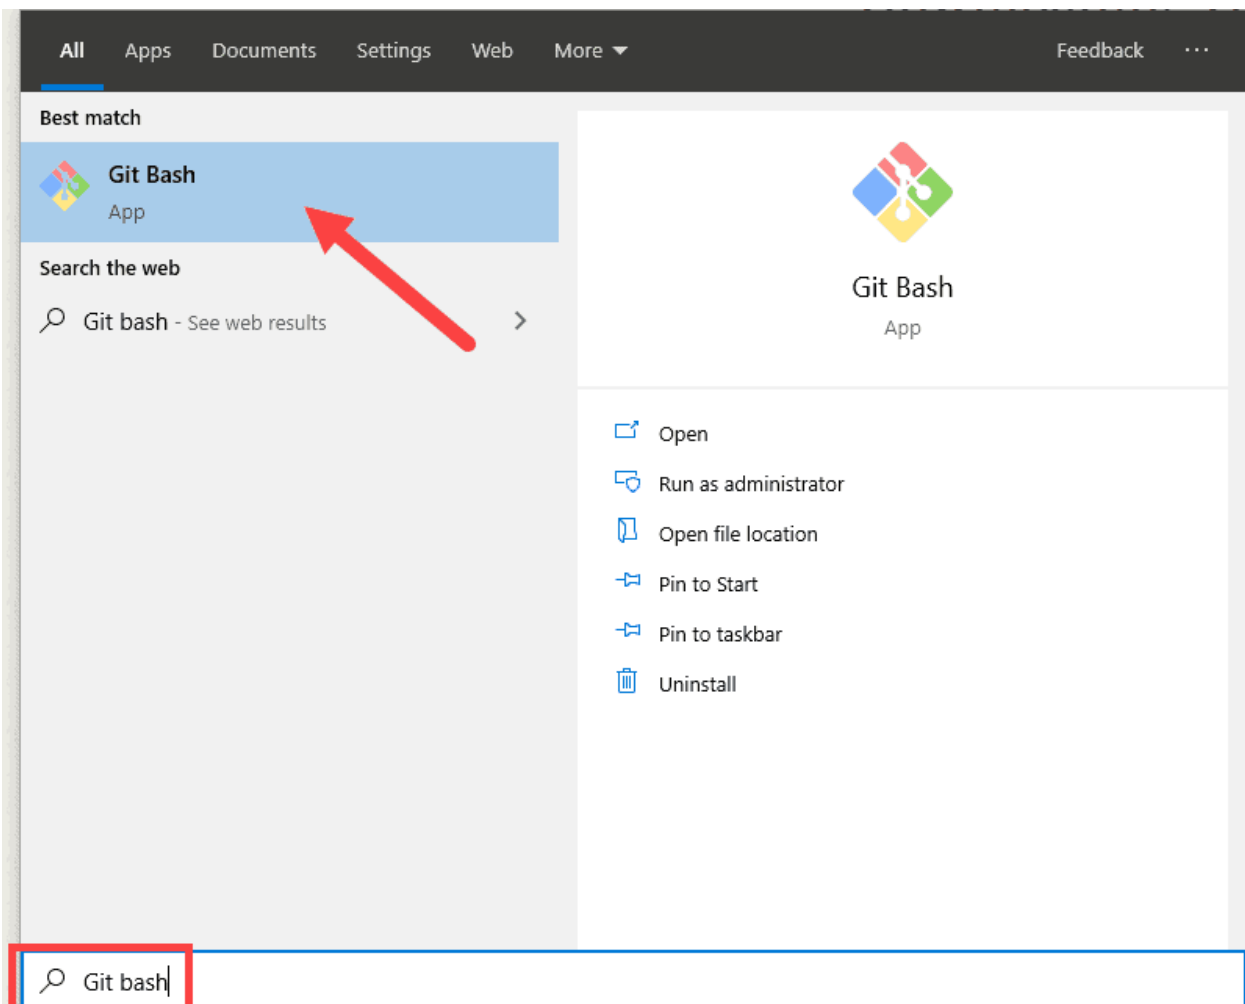 All Apps Documents Settings Web More Feedback ...
Best match
Git Bash
App
Search the web
Git bash - See web results
Git Bash
App
Open
Run as administrator
Open file location
Pin to Start
Pin to taskbar
Uninstall
Git bash